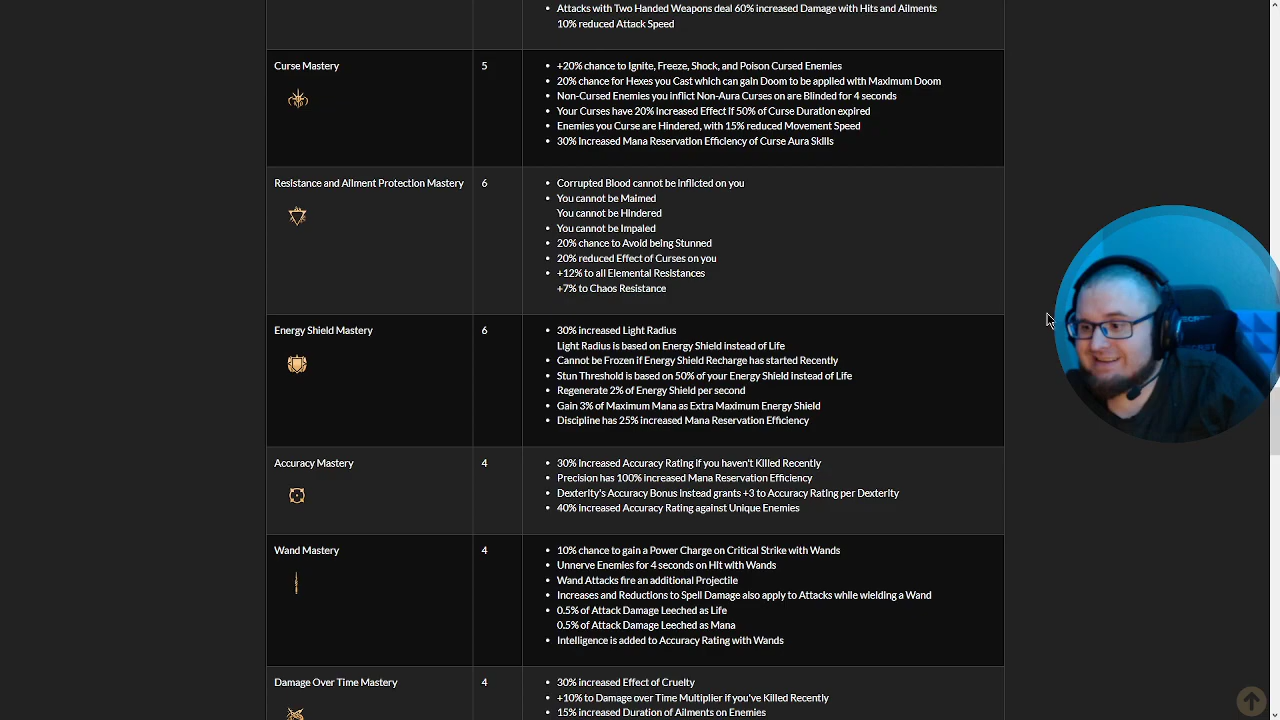 Attacks with Two Handed Weapons deal 60% increased Damage with Hits and Ailments
10% reduced Attack Speed
Curse Mastery
5
+20% chance to Ignite, Freeze, Shock, and Poison Cursed Enemies
20% chance for Hexes you Cast which can gain Doom to be applied with Maximum Doom
Non-Cursed Enemies you inflict Non-Aura Curses on are Blinded for 4 seconds
Your Curses have 20% increased Effect if 50% of Curse Duration expired
Enemies you Curse are Hindered, with 15% reduced Movement Speed
30% increased Mana Reservation Efficiency of Curse Aura Skills
Resistance and Ailment Protection Mastery
6
Corrupted Blood cannot be inflicted on you
You cannot be Maimed
You cannot be Hindered
You cannot be Impaled
20% chance to Avoid being Stunned
20% reduced Effect of Curses on you
+12% to all Elemental Resistances
+7% to Chaos Resistance
Energy Shield Mastery
6
30% increased Light Radius
Light Radius is based on Energy Shield instead of Life
Cannot be Frozen if Energy Shield Recharge has started Recently
Stun Threshold is based on 50% of your Energy Shield instead of Life
Regenerate 2% of Energy Shield per second
Gain 3% of Maximum Mana as Extra Maximum Energy Shield
Discipline has 25% increased Mana Reservation Efficiency
Accuracy Mastery
4
30% increased Accuracy Rating if you haven't Killed Recently
Precision has 100% increased Mana Reservation Efficiency
Dexterity's Accuracy Bonus instead grants +3 to Accuracy Rating per Dexterity
40% increased Accuracy Rating against Unique Enemies
Wand Mastery
4
10% chance to gain a Power Charge on Critical Strike with Wands
Unnerve Enemies for 4 seconds on Hit with Wands
Wand Attacks fire an additional Projectile
Increases and Reductions to Spell Damage also apply to Attacks while wielding a Wand
0.5% of Attack Damage Leeched as Life
0.5% of Attack Damage Leeched as Mana
Intelligence is added to Accuracy Rating with Wands
Damage Over Time Mastery
4
30% increased Effect of Cruelty
+10% to Damage over Time Multiplier if you've Killed Recently
15% increased Duration of Ailments on Enemies